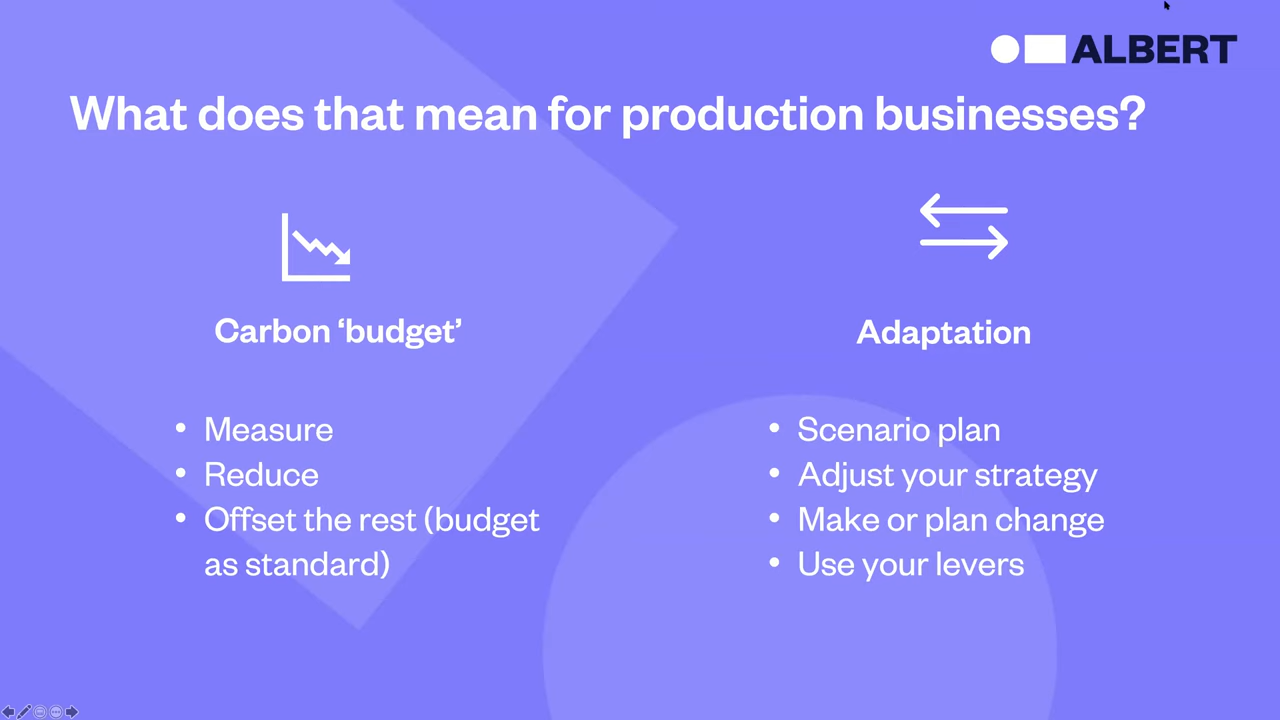 ALBERT
What does that mean for production businesses?
Carbon ‘budget’
• Measure
• Reduce
• Offset the rest (budget
as standard)
Adaptation
• Scenario plan
• Adjust your strategy
• Make or plan change
• Use your levers